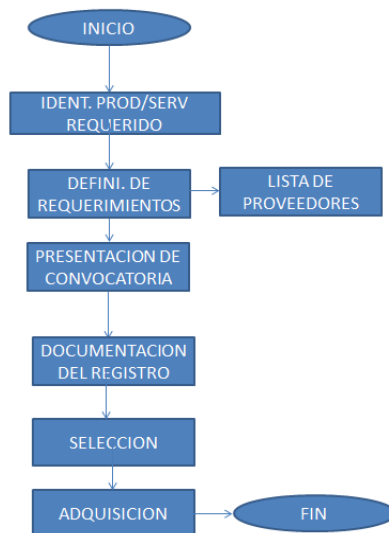 INICIO
IDENT. PROD/SERV
REQUERIDO
DEFINI. DE
REQUERIMIENTOS
LISTA DE
PROVEEDORES
PRESENTACION DE
CONVOCATORIA
DOCUMENTACION
DEL REGISTRO
SELECCION
ADQUISICION
FIN